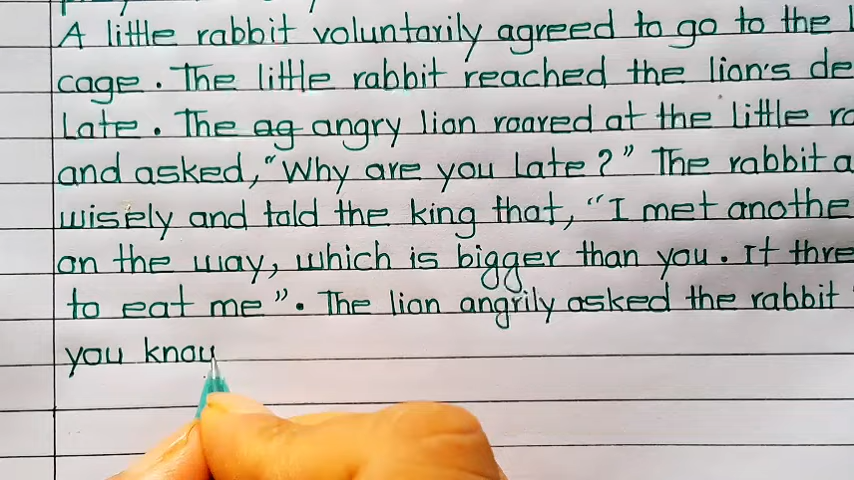 A little rabbit voluntarily agreed to go to the
cage. The little rabbit reached the lion's de
Late. The ag angry lion roared at the little ra
and asked, "Why are you Late?" The rabbit a
wisely and told the king that, "I met anothe
on the way, which is bigger than you. It thre
to eat me". The lion angrily asked the rabbit
you know